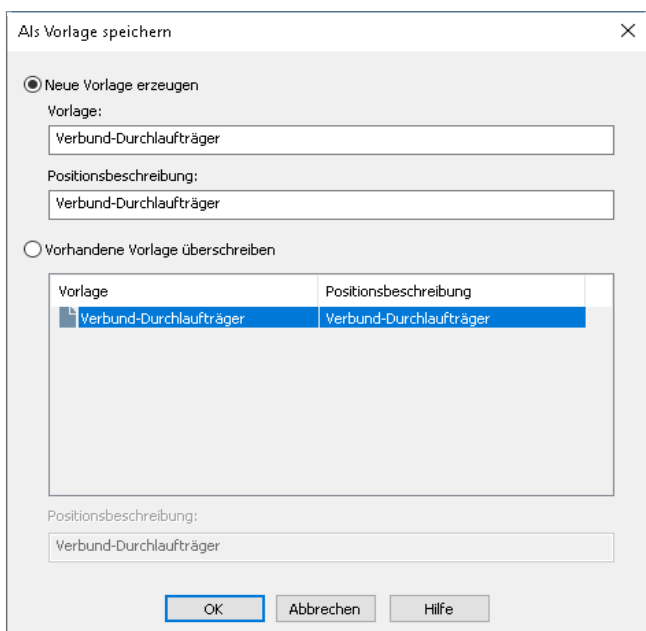 Als Vorlage speichern
Neue Vorlage erzeugen
Vorlage:
Verbund-Durchlaufträger
Positionsbeschreibung:
Verbund-Durchlaufträger
Vorhandene Vorlage überschreiben
Vorlage Positionsbeschreibung
Verbund-Durchlaufträger Verbund-Durchlaufträger
Positionsbeschreibung:
Verbund-Durchlaufträger
OK Abbrechen Hilfe